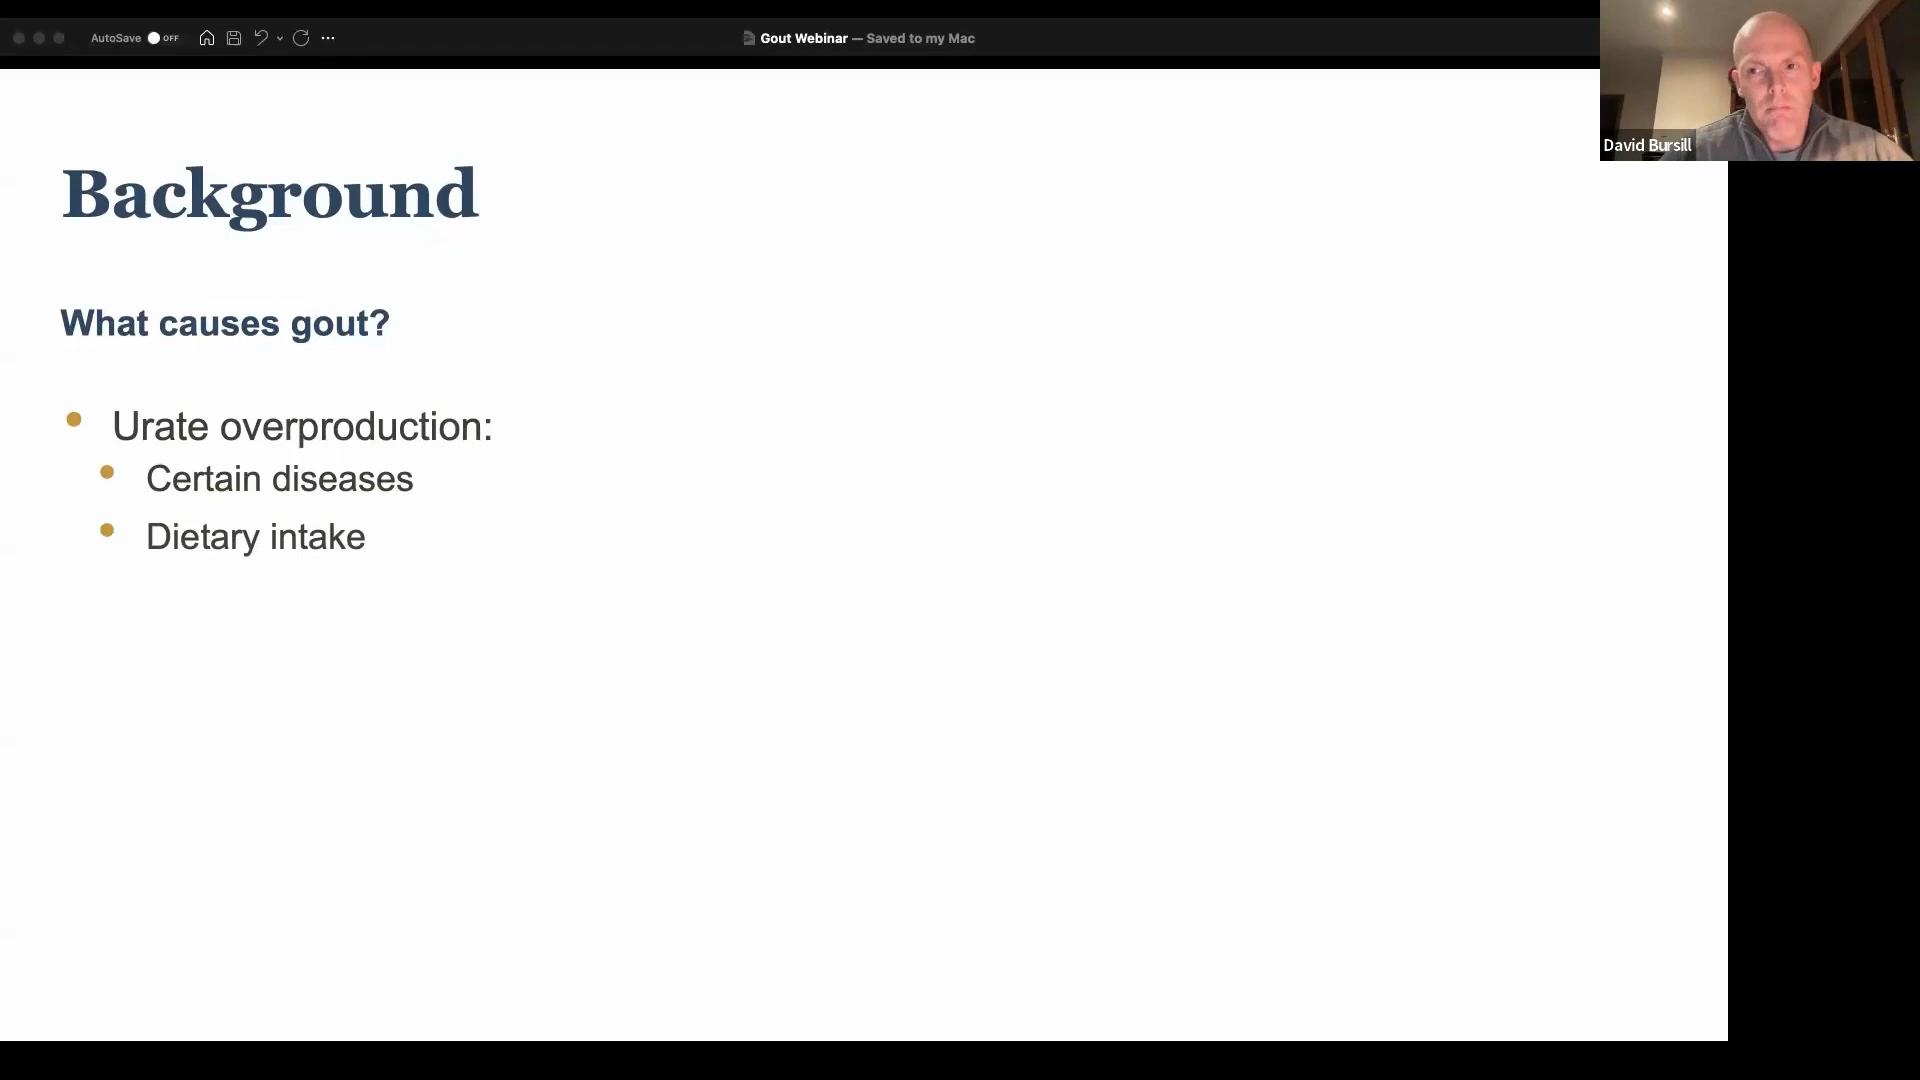 AutoSave OFF
Gout Webinar — Saved to my Mac
David Bursill
Background
What causes gout?
Urate overproduction:
Certain diseases
Dietary intake